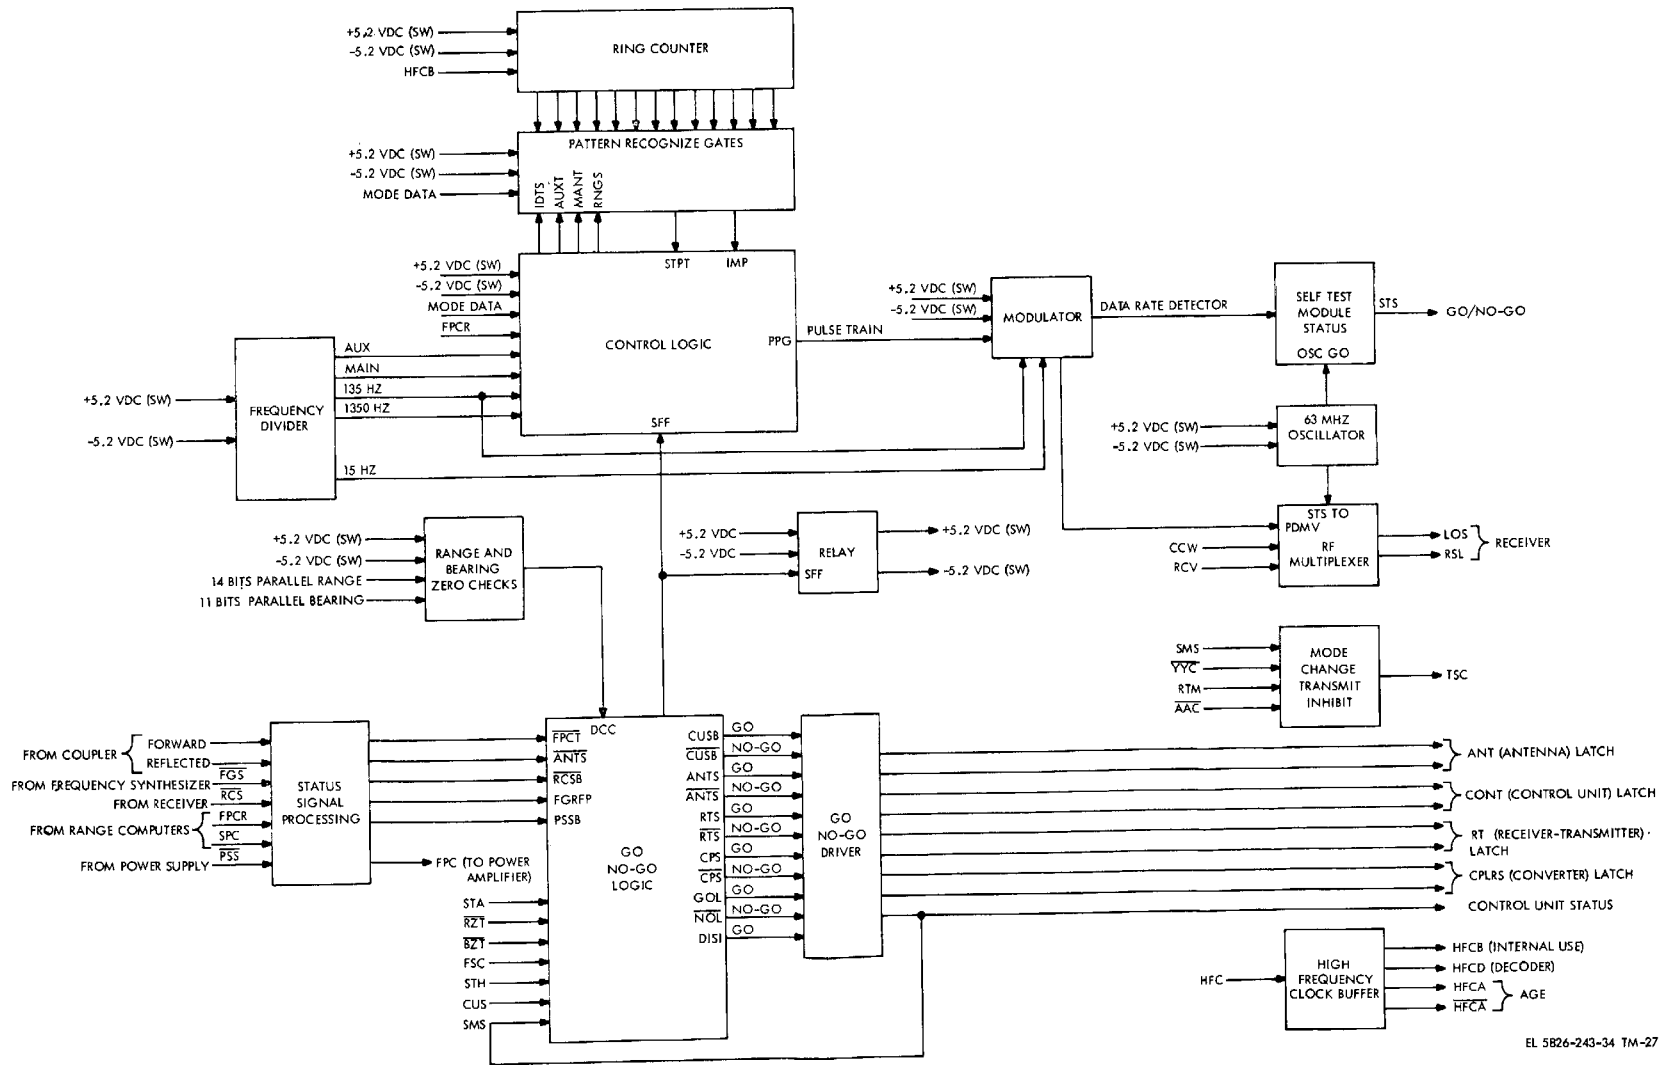 +5.2 VDC (SW)
-5.2 VDC (SW)
HFCB
RING COUNTER
PATTERN RECOGNIZE GATES
+5.2 VDC (SW)
-5.2 VDC (SW)
MODE DATA
IDTS
AUXT
MANT
RNGS
STPT
IMP
+5.2 VDC (SW)
-5.2 VDC (SW)
MODE DATA
FPCR
CONTROL LOGIC
PPG
SFF
PULSE TRAIN
+5.2 VDC (SW)
-5.2 VDC (SW)
MODULATOR
DATA RATE DETECTOR
SELF TEST
MODULE
STATUS
OSC GO
STS
GO/NO-GO
+5.2 VDC (SW)
-5.2 VDC (SW)
FREQUENCY
DIVIDER
AUX
MAIN
135 HZ
1350 HZ
15 HZ
+5.2 VDC (SW)
-5.2 VDC (SW)
63 MHZ
OSCILLATOR
+5.2 VDC (SW)
-5.2 VDC (SW)
14 BITS PARALLEL RANGE
11 BITS PARALLEL BEARING
RANGE AND
BEARING
ZERO CHECKS
+5.2 VDC
-5.2 VDC
SFF
RELAY
+5.2 VDC (SW)
-5.2 VDC (SW)
CCW
RCV
STS TO
PDMV
RF
MULTIPLEXER
LOS
RSL
RECEIVER
SMS
YYC
RTM
AAC
MODE
CHANGE
TRANSMIT
INHIBIT
TSC
FROM COUPLER
FORWARD
REFLECTED
FROM FREQUENCY SYNTHESIZER
FGS
FROM RECEIVER
RCS
FROM RANGE COMPUTERS
FPCR
SPC
FROM POWER SUPPLY
PSS
STATUS
SIGNAL
PROCESSING
FPC (TO POWER
AMPLIFIER)
DCC
FPCT
ANTS
RCSB
FGRFP
PSSB
STA
RZT
BZT
FSC
STH
CUS
SMS
GO
NO-GO
LOGIC
CUSB GO
CUSB NO-GO
ANTS GO
ANTS NO-GO
RTS GO
RTS NO-GO
CPS GO
CPS NO-GO
GOL GO
NOL NO-GO
DISI GO
GO
NO-GO
DRIVER
ANT (ANTENNA) LATCH
CONT (CONTROL UNIT) LATCH
RT (RECEIVER-TRANSMITTER)
LATCH
CPLRS (CONVERTER) LATCH
CONTROL UNIT STATUS
HFC
HIGH
FREQUENCY
CLOCK BUFFER
HFCB (INTERNAL USE)
HFCD (DECODER)
HFCA
HFCA
AGE
EL 5826-243-34 TM-27